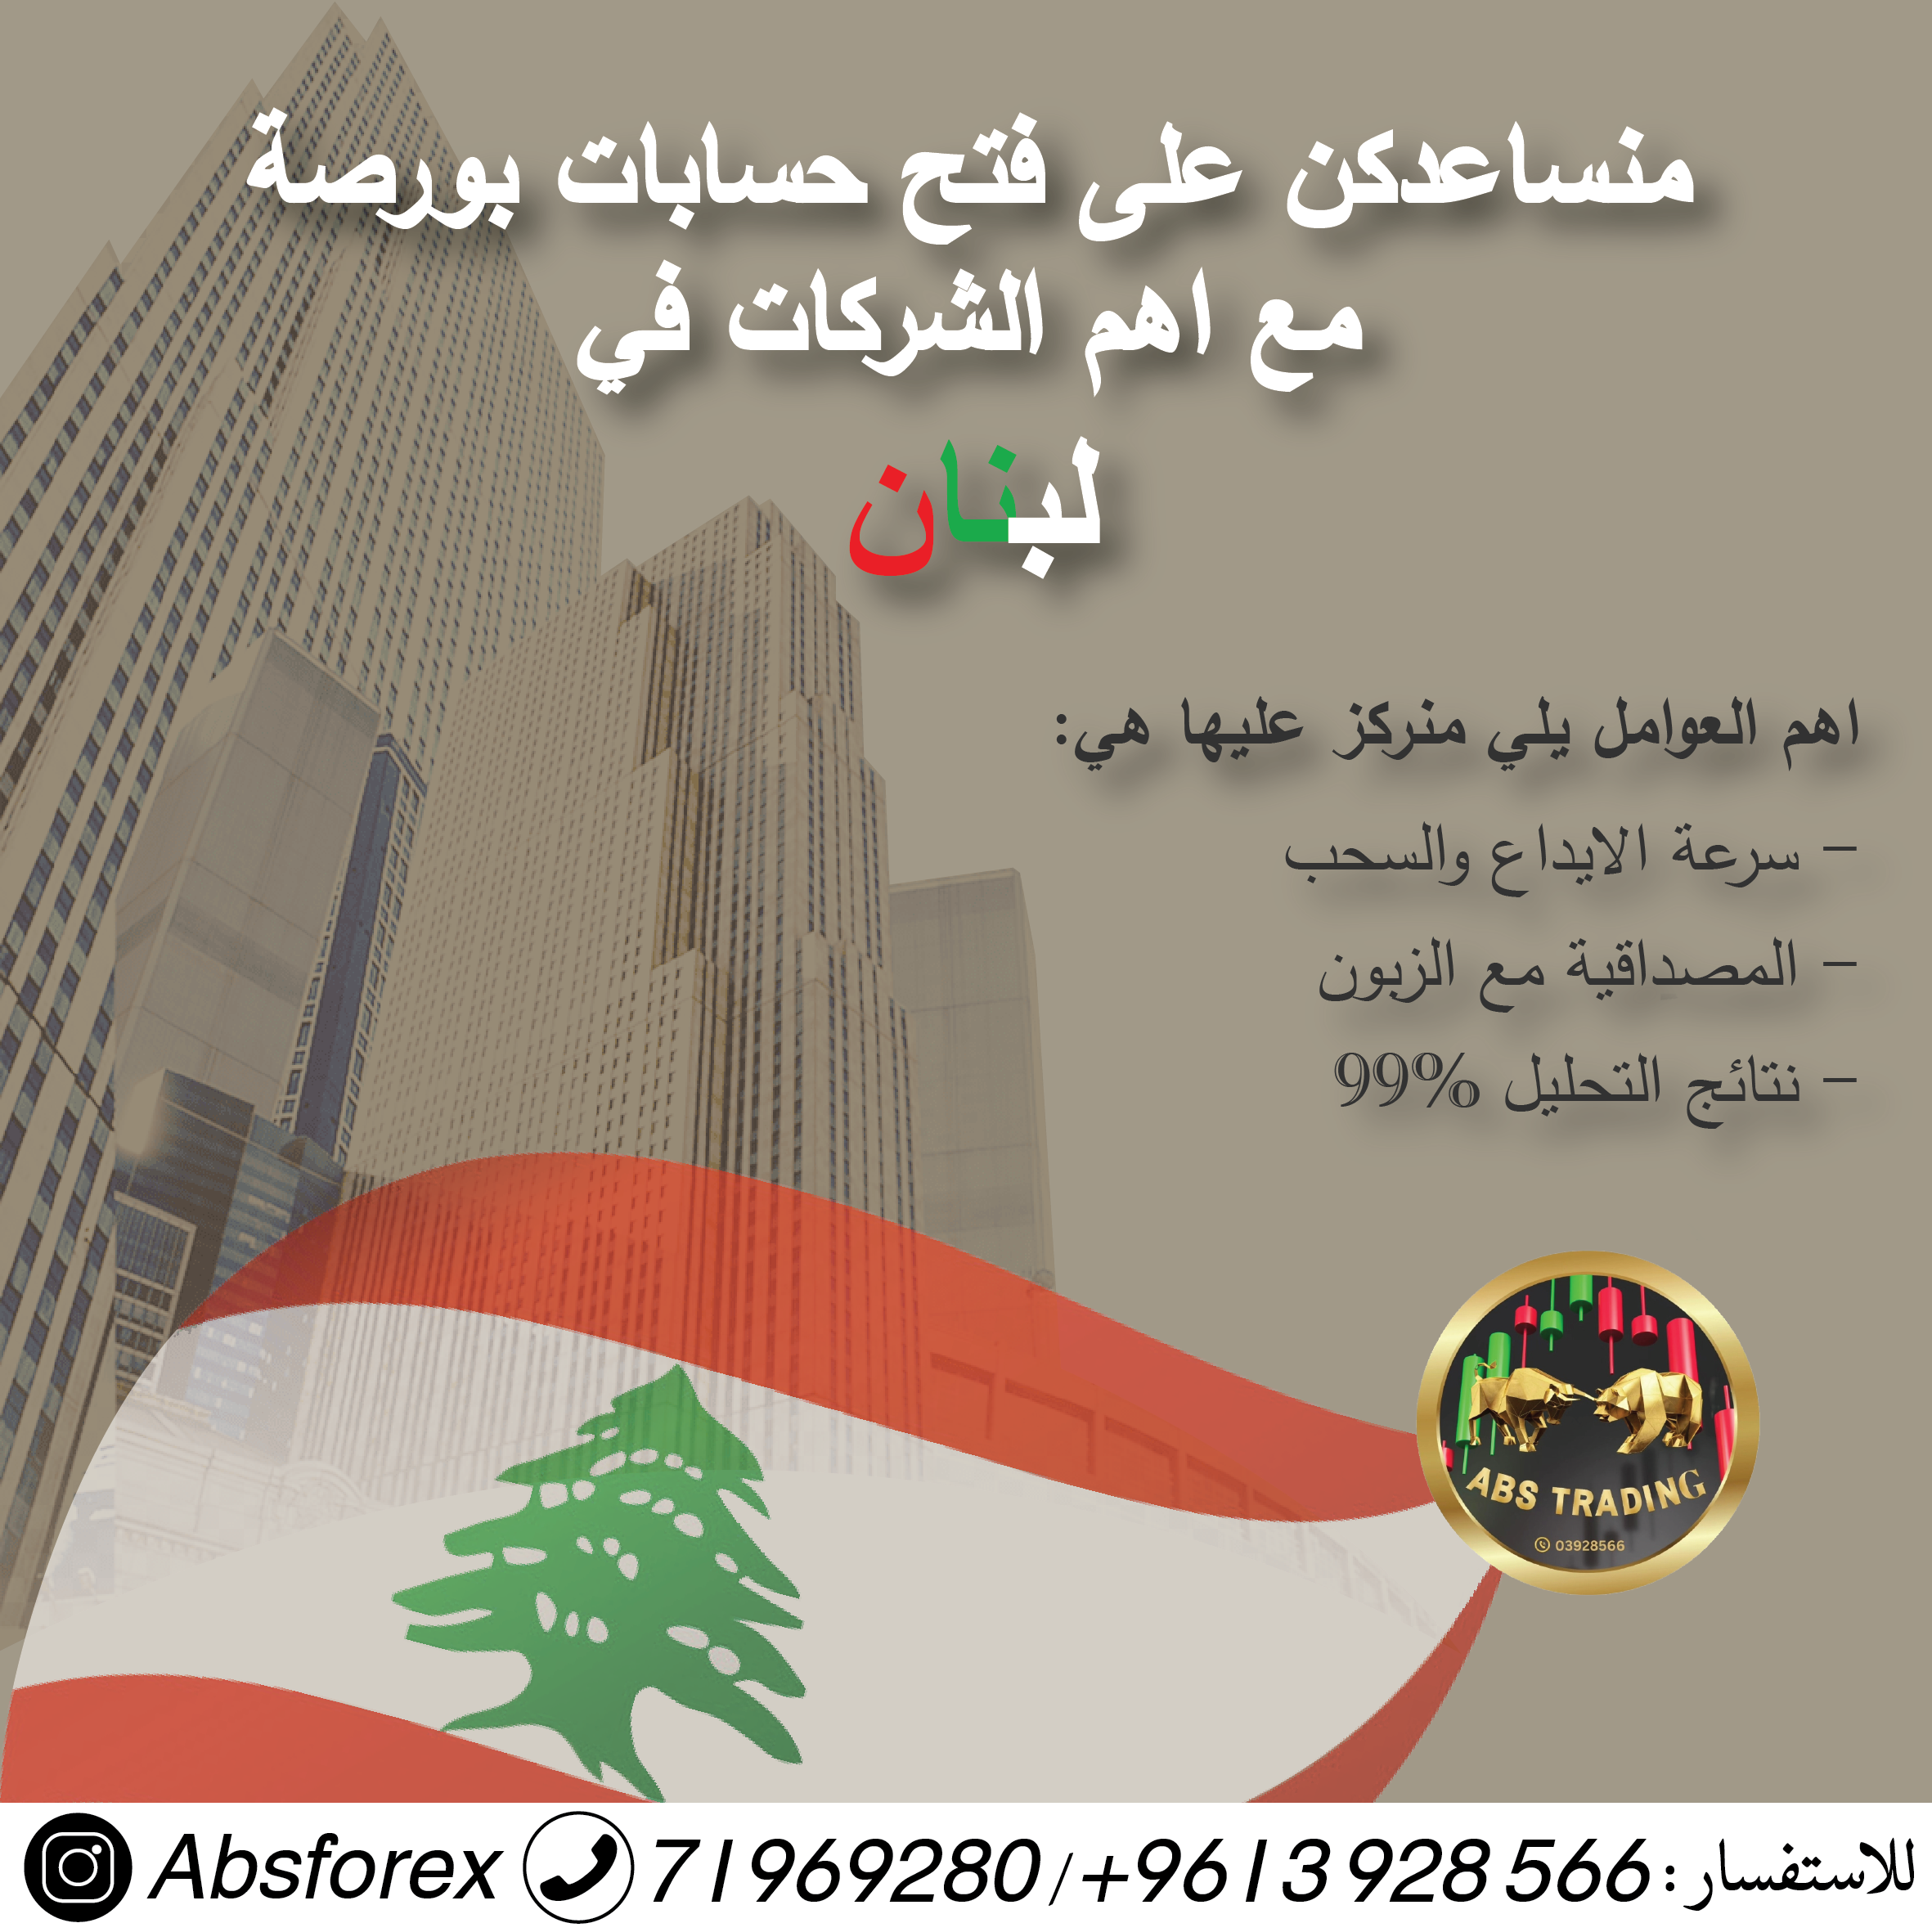 منساعدكن على فتح حسابات بورصة
مع اهم الشركات في
لبنان
اهم العوامل يلي منركز عليها هي:
– سرعة الايداع والسحب
– المصداقية مع الزبون
– نتائج التحليل %99
ABS TRADING
03928566
للاستفسار: 71969280/+961 3 928 566
Absforex